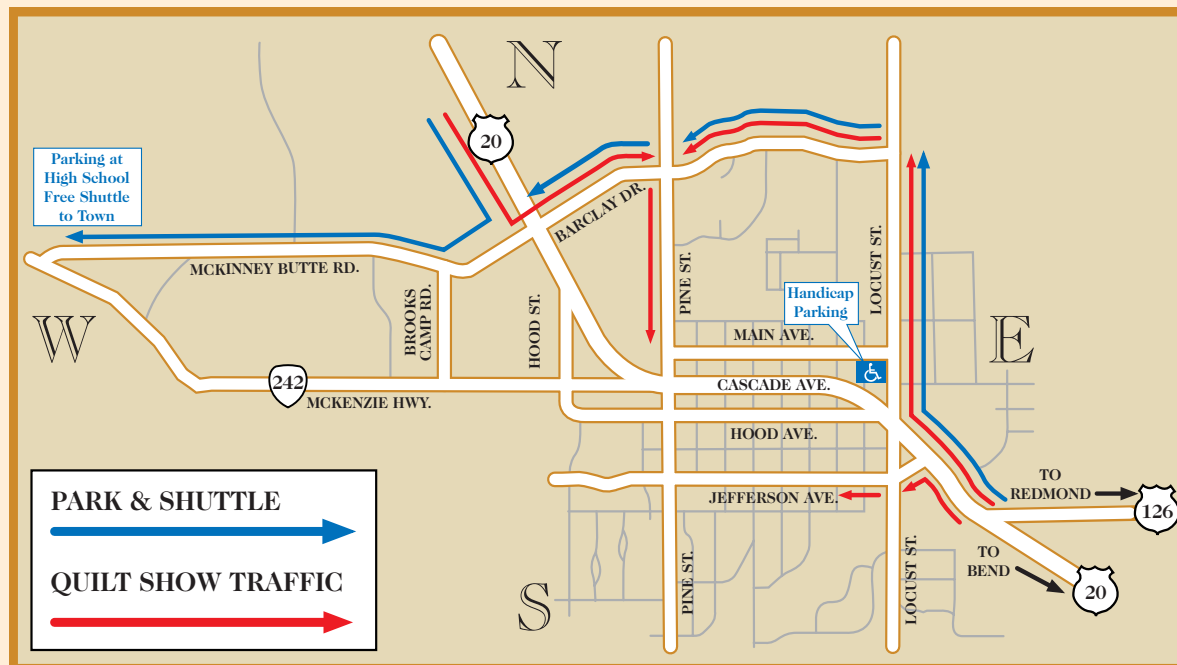 N
20
Parking at
High School
Free Shuttle
to Town
BARCLAY DR.
MCKINNEY BUTTE RD.
PINE ST.
LOCUST ST.
Handicap
Parking
W
BROOKS
CAMP RD.
HOOD ST.
MAIN AVE.
E
242
MCKENZIE HWY.
CASCADE AVE.
HOOD AVE.
JEFFERSON AVE.
TO
REDMOND
126
PINE ST.
LOCUST ST.
TO
BEND
20
S
PARK & SHUTTLE
QUILT SHOW TRAFFIC